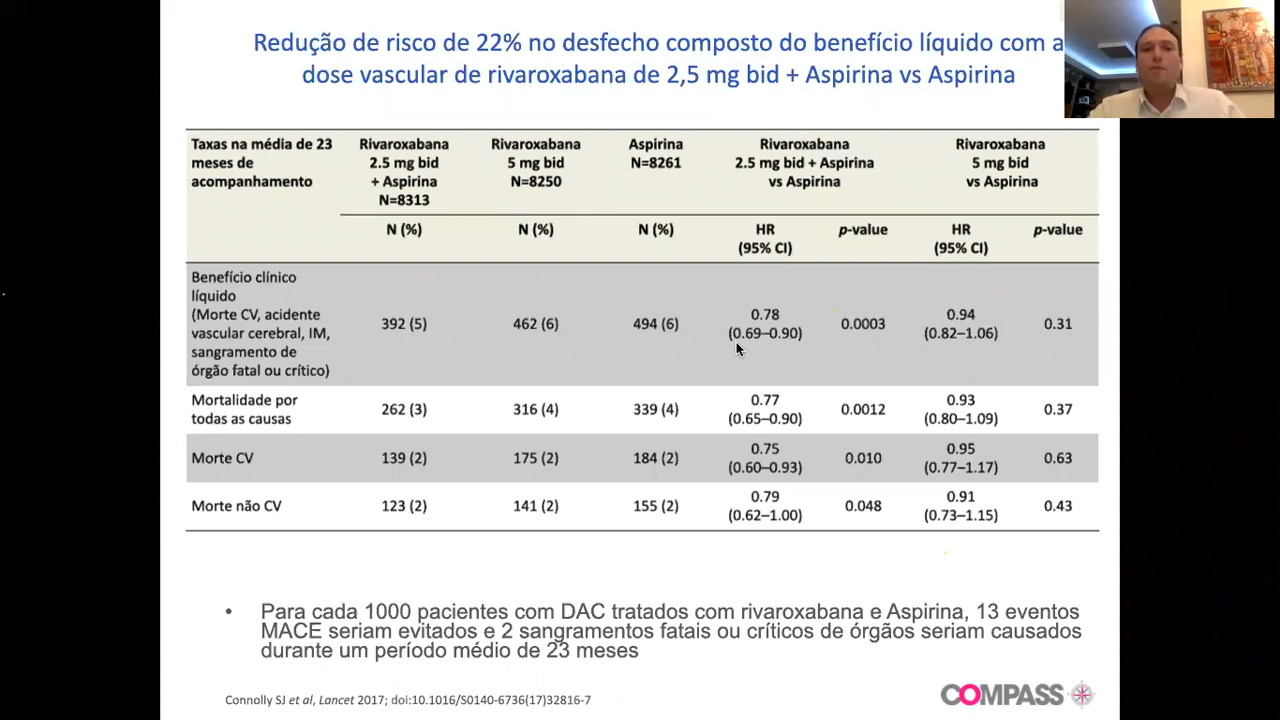 Redução de risco de 22% no desfecho composto do benefício líquido com a
dose vascular de rivaroxabana de 2,5 mg bid + Aspirina vs Aspirina
Taxas na média de 23 meses de acompanhamento
Rivaroxabana 2.5 mg bid + Aspirina N=8313
Rivaroxabana 5 mg bid N=8250
Aspirina N=8261
Rivaroxabana 2.5 mg bid + Aspirina vs Aspirina
Rivaroxabana 5 mg bid vs Aspirina
N (%) N (%) N (%) HR (95% CI) p-value HR (95% CI) p-value
Benefício clínico líquido (Morte CV, acidente vascular cerebral, IM, sangramento de órgão fatal ou crítico) 392 (5) 462 (6) 494 (6) 0.78 (0.69–0.90) 0.0003 0.94 (0.82–1.06) 0.31
Mortalidade por todas as causas 262 (3) 316 (4) 339 (4) 0.77 (0.65–0.90) 0.0012 0.93 (0.80–1.09) 0.37
Morte CV 139 (2) 175 (2) 184 (2) 0.75 (0.60–0.93) 0.010 0.95 (0.77–1.17) 0.63
Morte não CV 123 (2) 141 (2) 155 (2) 0.79 (0.62–1.00) 0.048 0.91 (0.73–1.15) 0.43
• Para cada 1000 pacientes com DAC tratados com rivaroxabana e Aspirina, 13 eventos
MACE seriam evitados e 2 sangramentos fatais ou críticos de órgãos seriam causados
durante um período médio de 23 meses
Connolly SJ et al, Lancet 2017; doi:10.1016/S0140-6736(17)32816-7
COMPASS